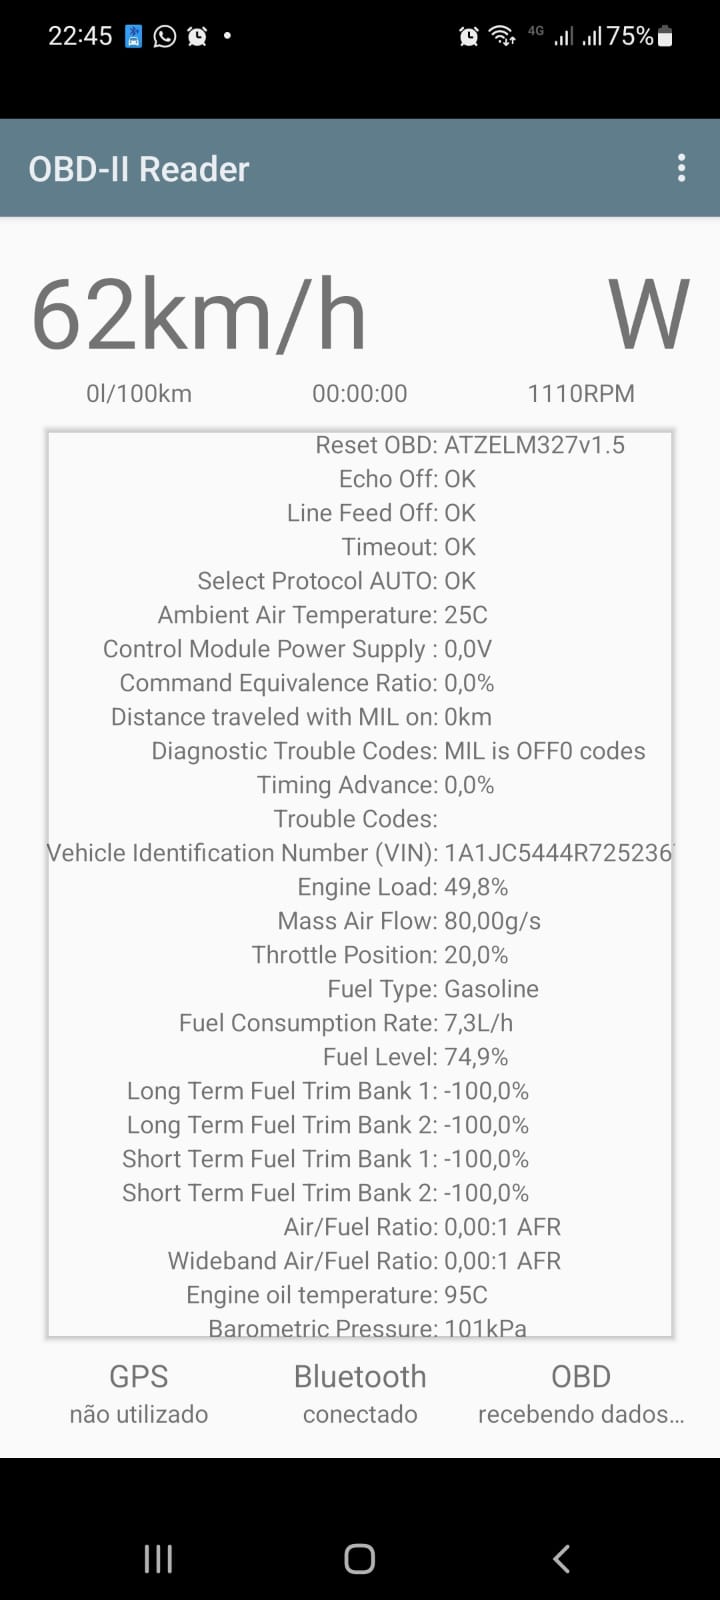 22:45
4G
75%
OBD-II Reader
62km/h W
0l/100km 00:00:00 1110RPM
Reset OBD: ATZELM327v1.5
Echo Off: OK
Line Feed Off: OK
Timeout: OK
Select Protocol AUTO: OK
Ambient Air Temperature: 25C
Control Module Power Supply : 0,0V
Command Equivalence Ratio: 0,0%
Distance traveled with MIL on: 0km
Diagnostic Trouble Codes: MIL is OFF0 codes
Timing Advance: 0,0%
Trouble Codes:
Vehicle Identification Number (VIN): 1A1JC5444R725236
Engine Load: 49,8%
Mass Air Flow: 80,00g/s
Throttle Position: 20,0%
Fuel Type: Gasoline
Fuel Consumption Rate: 7,3L/h
Fuel Level: 74,9%
Long Term Fuel Trim Bank 1: -100,0%
Long Term Fuel Trim Bank 2: -100,0%
Short Term Fuel Trim Bank 1: -100,0%
Short Term Fuel Trim Bank 2: -100,0%
Air/Fuel Ratio: 0,00:1 AFR
Wideband Air/Fuel Ratio: 0,00:1 AFR
Engine oil temperature: 95C
Barometric Pressure: 101kPa
GPS Bluetooth OBD
não utilizado conectado recebendo dados...